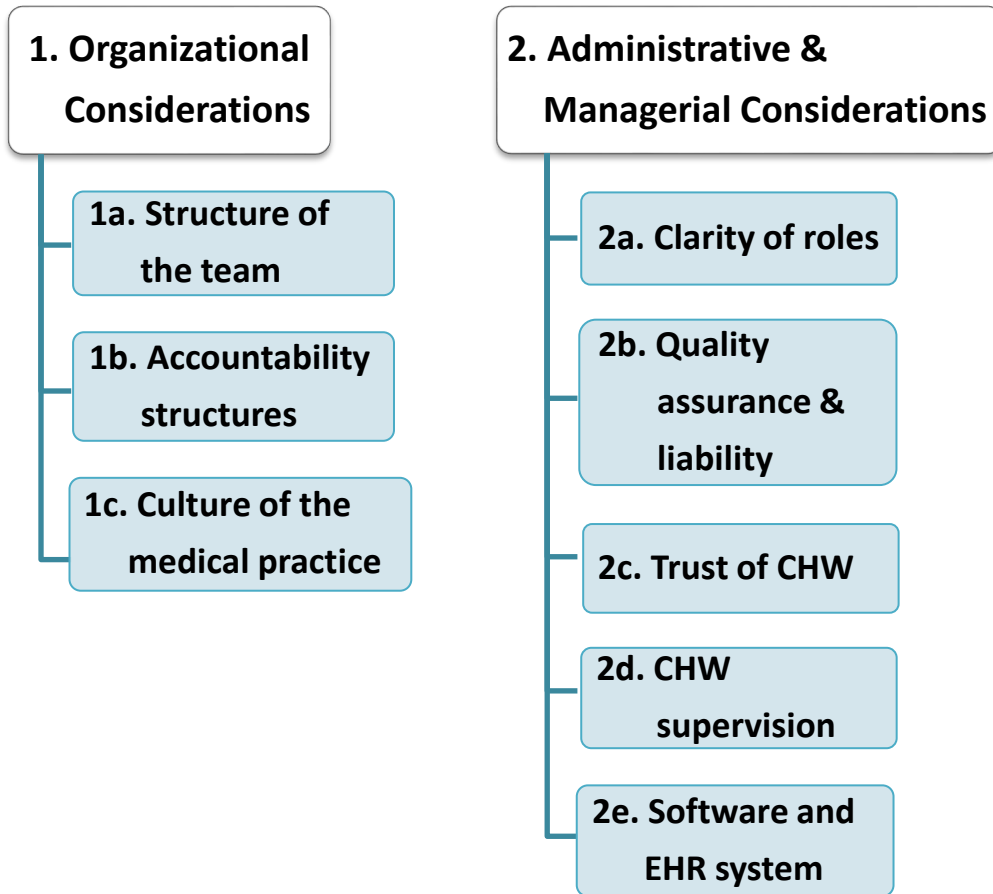 1. Organizational
Considerations
1a. Structure of
the team
1b. Accountability
structures
1c. Culture of the
medical practice
2. Administrative &
Managerial Considerations
2a. Clarity of roles
2b. Quality
assurance &
liability
2c. Trust of CHW
2d. CHW
supervision
2e. Software and
EHR system